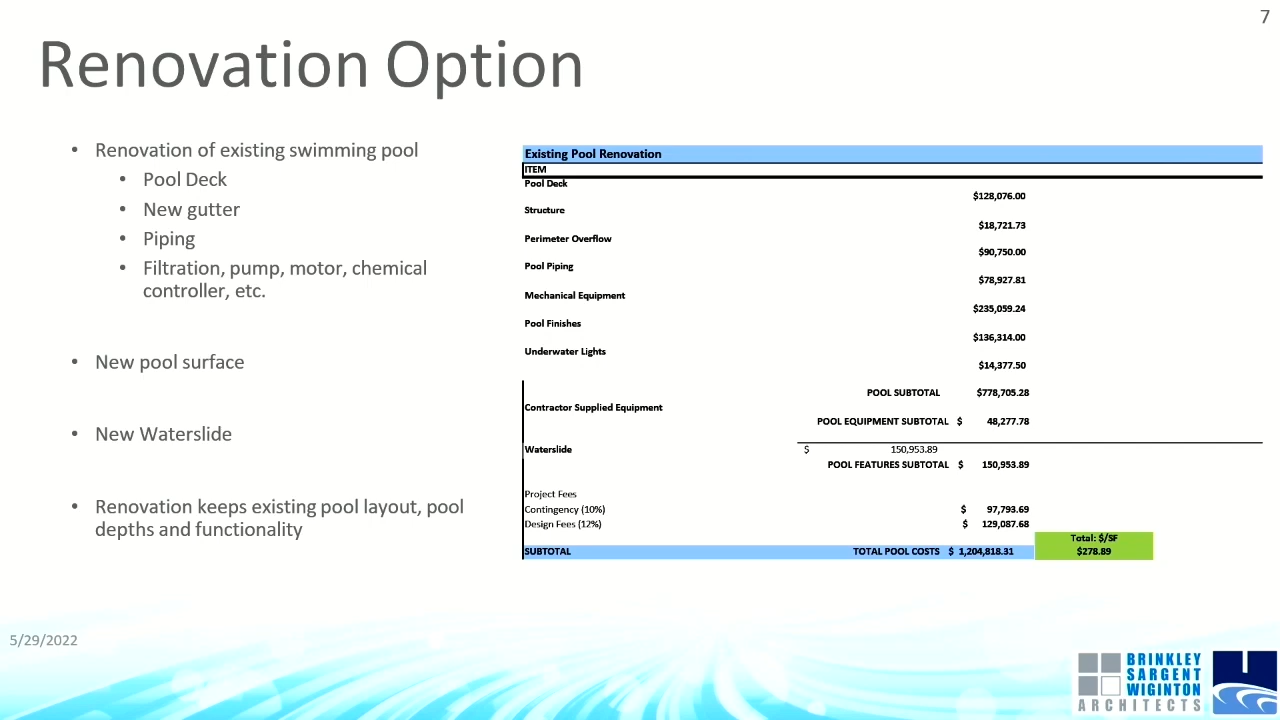 7
Renovation Option
• Renovation of existing swimming pool
• Pool Deck
• New gutter
• Piping
• Filtration, pump, motor, chemical
controller, etc.
• New pool surface
• New Waterslide
• Renovation keeps existing pool layout, pool
depths and functionality
Existing Pool Renovation
ITEM
Pool Deck
$128,076.00
Structure
$18,721.73
Perimeter Overflow
$90,750.00
Pool Piping
$78,927.81
Mechanical Equipment
$235,059.24
Pool Finishes
$136,314.00
Underwater Lights
$14,377.50
POOL SUBTOTAL $778,705.28
Contractor Supplied Equipment
POOL EQUIPMENT SUBTOTAL $ 48,277.78
Waterslide $ 150,953.89
POOL FEATURES SUBTOTAL $ 150,953.89
Project Fees
Contingency (10%) $ 97,793.69
Design Fees (12%) $ 129,087.68
Total: $/SF
SUBTOTAL TOTAL POOL COSTS $ 1,204,818.31 $278.89
5/29/2022
BRINKLEY
SARGENT
WIGINTON
ARCHITECTS